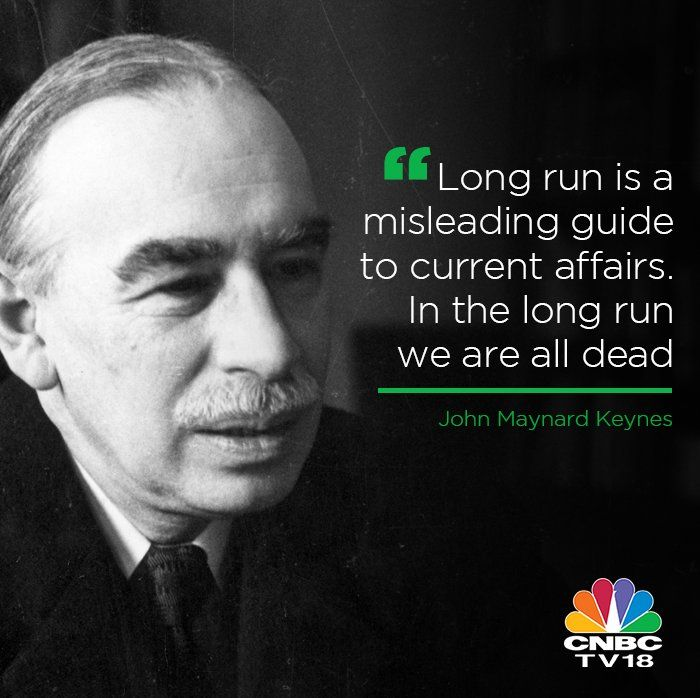 “ Long run is a
misleading guide
to current affairs.
In the long run
we are all dead
John Maynard Keynes
CNBC
TV18